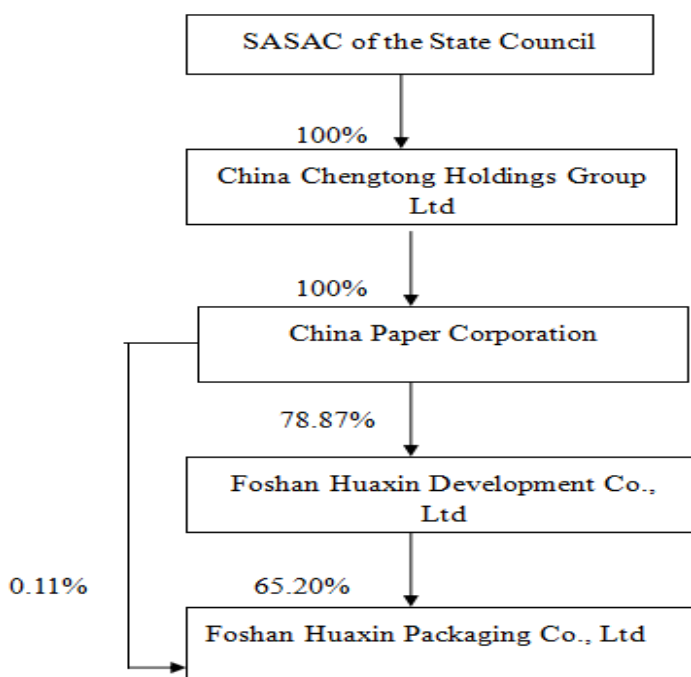 SASAC of the State Council
100%
China Chengtong Holdings Group
Ltd
100%
China Paper Corporation
78.87%
Foshan Huaxin Development Co.,
Ltd
0.11%
65.20%
Foshan Huaxin Packaging Co., Ltd